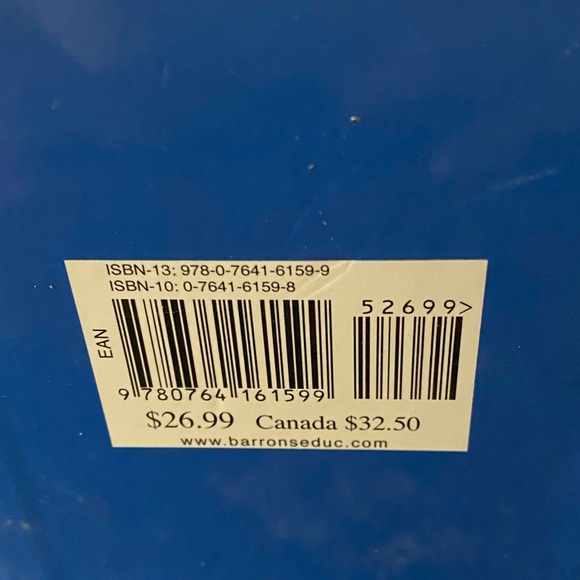 ISBN-13: 978-0-7641-6159-9
ISBN-10: 0-7641-6159-8
52699>
EAN
9 780764 161599
$26.99 Canada $32.50
www.barronseduc.com